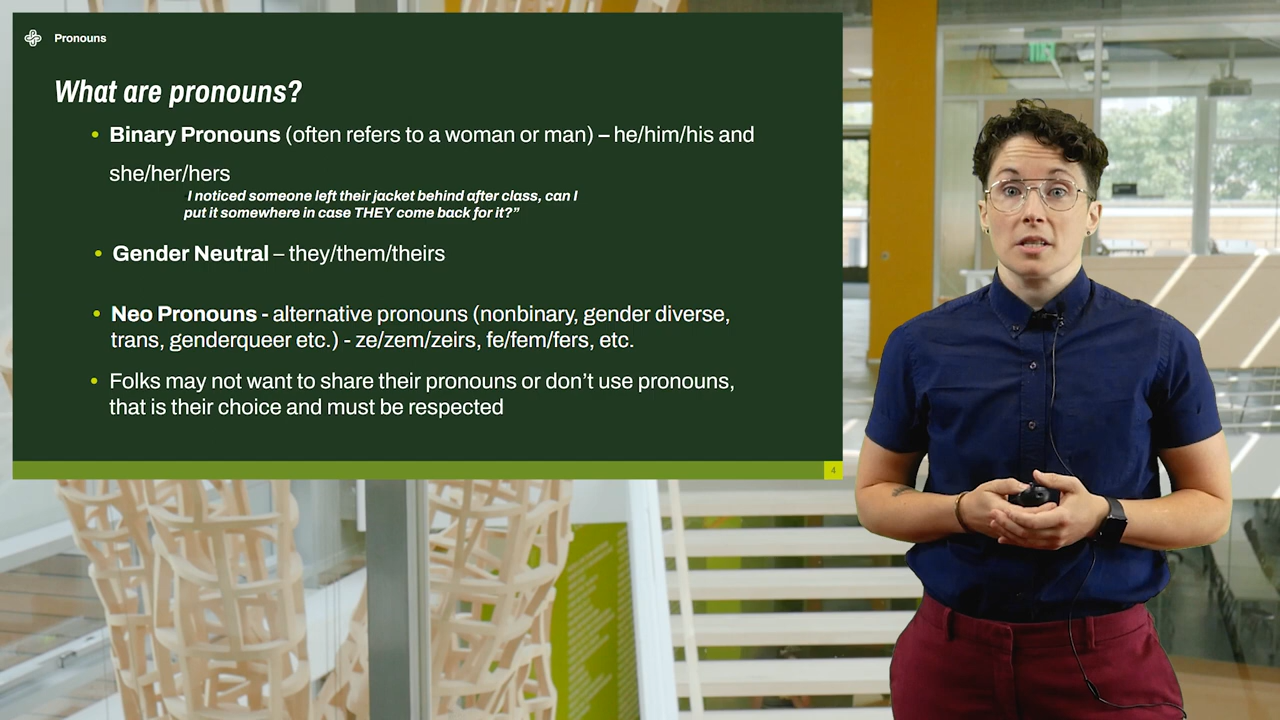 Pronouns
What are pronouns?
• Binary Pronouns (often refers to a woman or man) – he/him/his and
she/her/hers
I noticed someone left their jacket behind after class, can I
put it somewhere in case THEY come back for it?”
• Gender Neutral – they/them/theirs
• Neo Pronouns - alternative pronouns (nonbinary, gender diverse,
trans, genderqueer etc.) - ze/zem/zeirs, fe/fem/fers, etc.
• Folks may not want to share their pronouns or don’t use pronouns,
that is their choice and must be respected
4